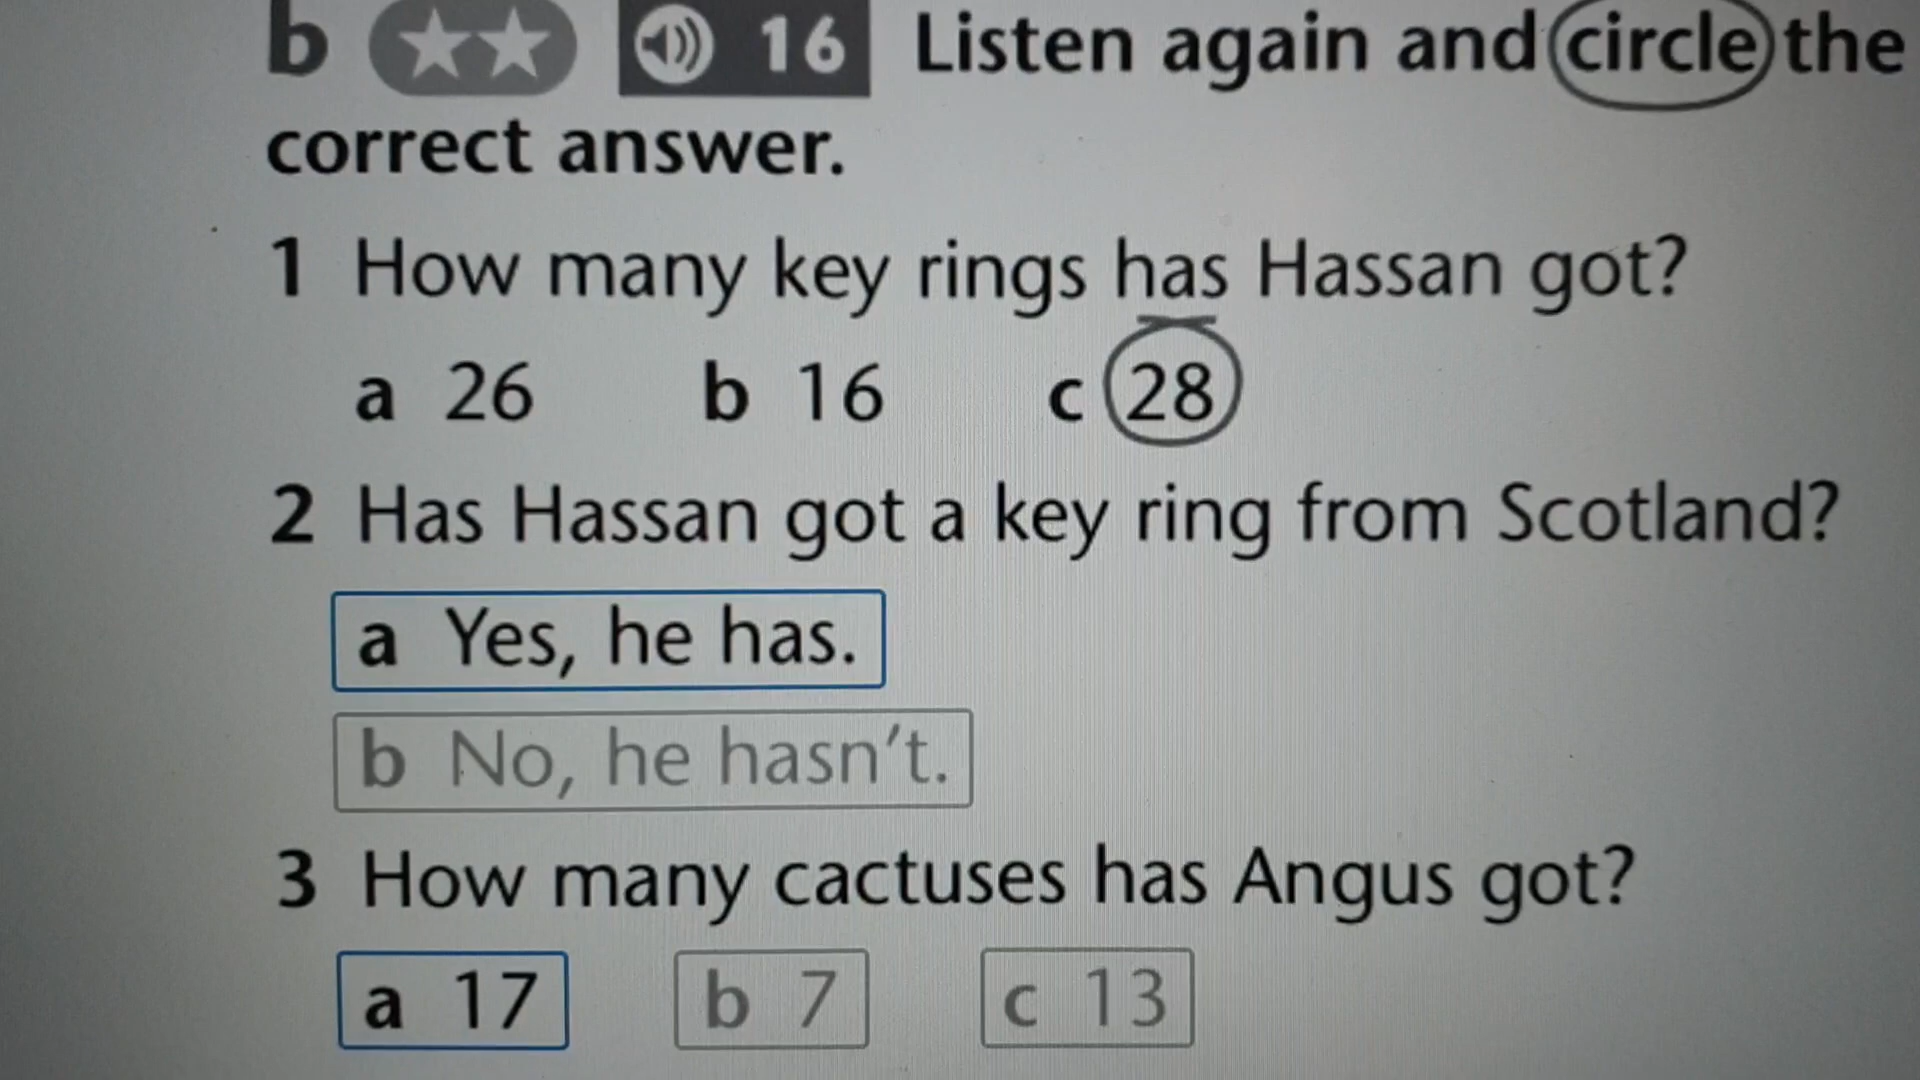 b 16 Listen again and circle the
correct answer.
1 How many key rings has Hassan got?
a 26 b 16 c 28
2 Has Hassan got a key ring from Scotland?
a Yes, he has.
b No, he hasn't.
3 How many cactuses has Angus got?
a 17 b 7 c 13